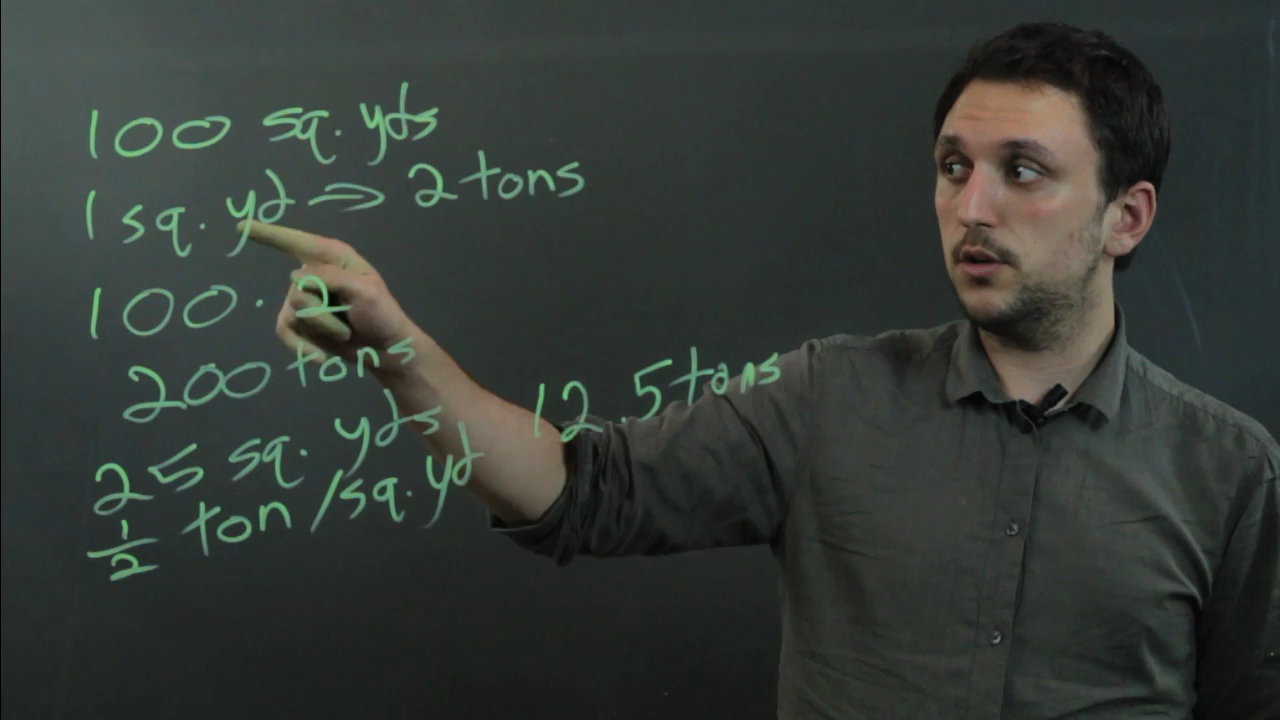 100 sq. yds
1 sq. yd ⇒ 2 tons
100 · 2
200 tons
25 sq. yds
12.5 tons
1/2 ton/sq. yd